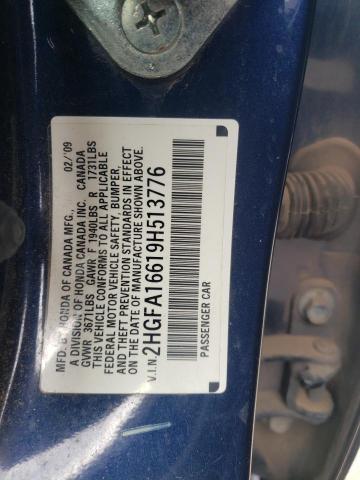 MFD. BY HONDA OF CANADA MFG., 02/'09
A DIVISION OF HONDA CANADA INC. CANADA
GVWR 3671LBS GAWR F 1940LBS R 1731LBS
THIS VEHICLE CONFORMS TO ALL APPLICABLE
FEDERAL MOTOR VEHICLE SAFETY, BUMPER,
AND THEFT PREVENTION STANDARDS IN EFFECT
ON THE DATE OF MANUFACTURE SHOWN ABOVE.
V.I.N. 2HGFA16619H513776
PASSENGER CAR